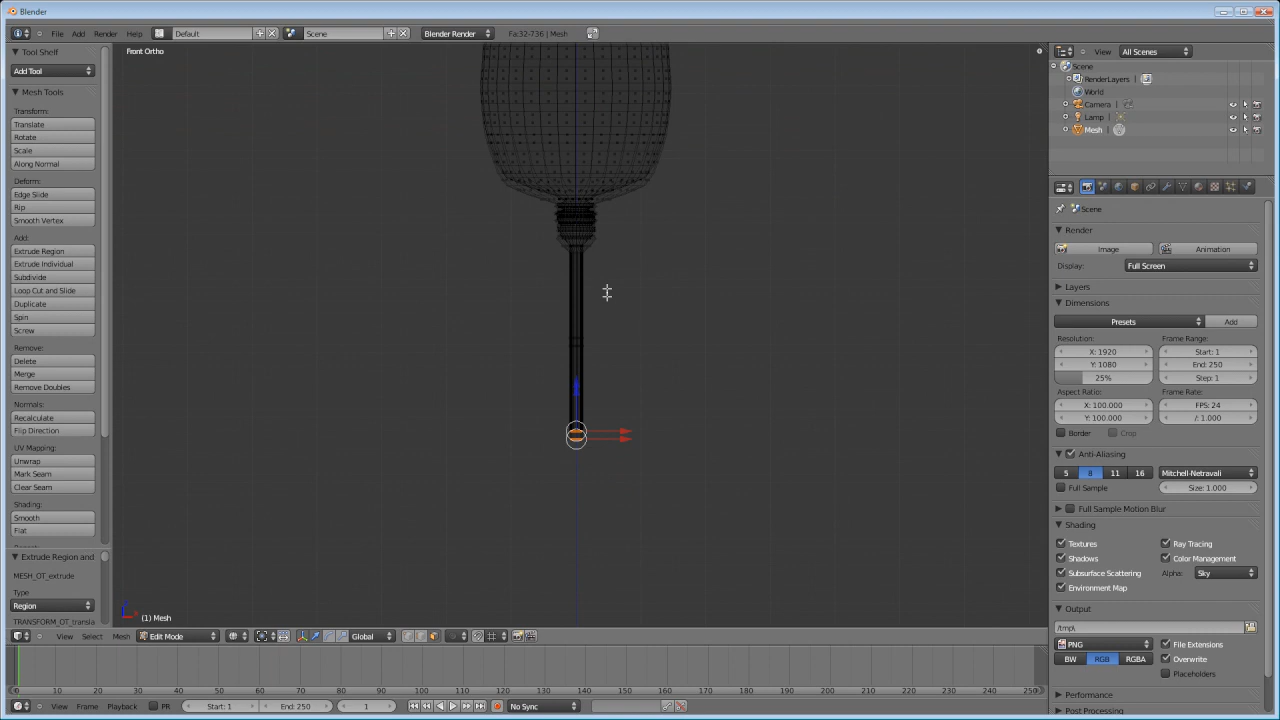 Blender
File Add Render Help Default Scene Blender Render Fa:32-736 | Mesh
Tool Shelf
Add Tool
Mesh Tools
Transform:
Translate
Rotate
Scale
Along Normal
Deform:
Edge Slide
Rip
Smooth Vertex
Add:
Extrude Region
Extrude Individual
Subdivide
Loop Cut and Slide
Duplicate
Spin
Screw
Remove:
Delete
Merge
Remove Doubles
Normals:
Recalculate
Flip Direction
UV Mapping:
Unwrap
Mark Seam
Clear Seam
Shading:
Smooth
Flat
Extrude Region and
MESH_OT_extrude
Type
Region
TRANSFORM_OT_transla
Front Ortho
(1) Mesh
View Select Mesh Edit Mode Global
0 10 20 30 40 50 60 70 80 90 100 110 120 130 140 150 160 170 180 190 200 210 220 230 240 250
View Frame Playback PR Start: 1 End: 250 1 No Sync
View All Scenes
Scene
RenderLayers |
World
Camera |
Lamp |
Mesh |
Scene
Render
Image Animation
Display: Full Screen
Layers
Dimensions
Presets Add
Resolution: Frame Range:
X: 1920 Start: 1
Y: 1080 End: 250
25% Step: 1
Aspect Ratio: Frame Rate:
X: 100.000 FPS: 24
Y: 100.000 /: 1.000
Border Crop
Anti-Aliasing
5 8 11 16 Mitchell-Netravali
Full Sample Size: 1.000
Full Sample Motion Blur
Shading
Textures Ray Tracing
Shadows Color Management
Subsurface Scattering Alpha: Sky
Environment Map
Output
/tmp\
PNG File Extensions
BW RGB RGBA Overwrite
Placeholders
Performance
Post Processing